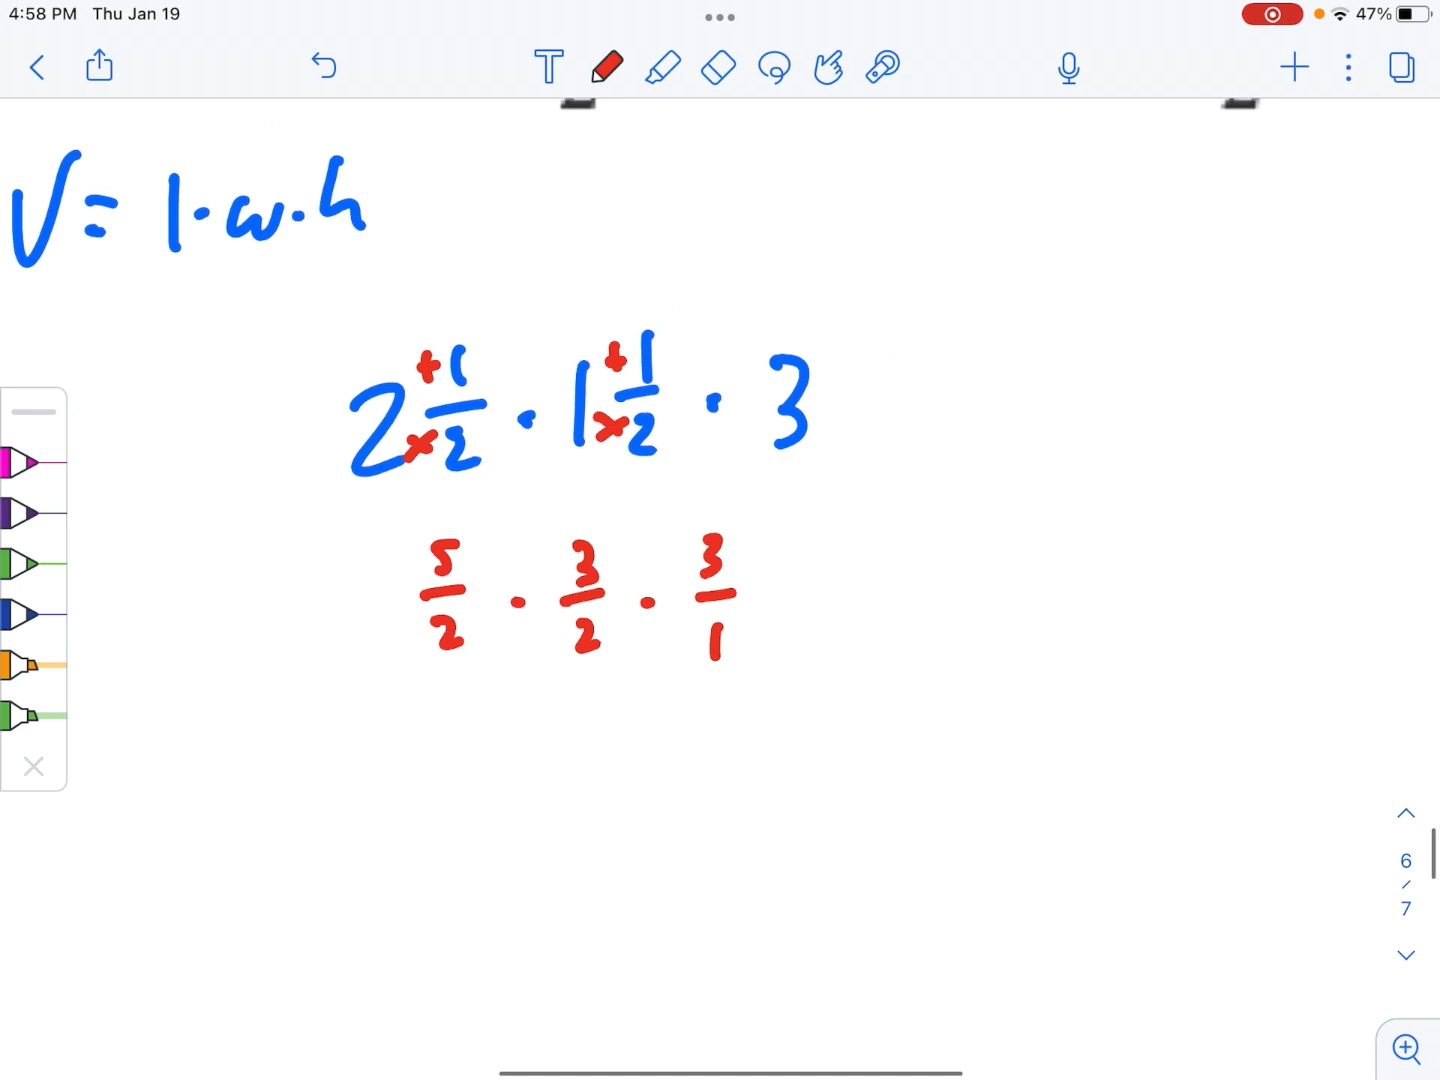 4:58 PM Thu Jan 19
47%
T
V = l · w · h
2 + 1/2 × · 1 + 1/2 × · 3
5/2 · 3/2 · 3/1
6
/
7